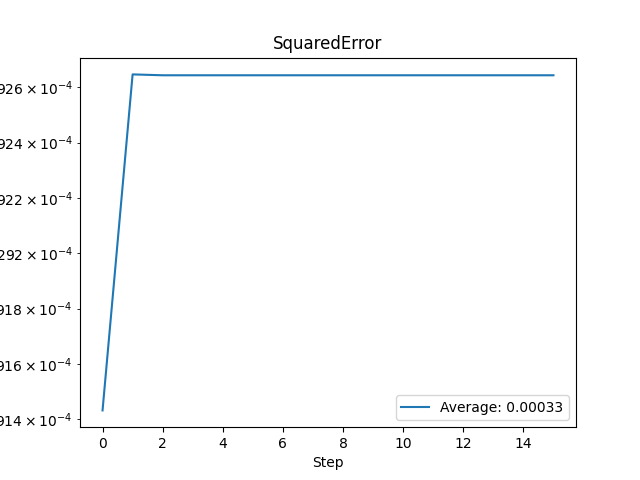 SquaredError
926 × 10⁻⁴
924 × 10⁻⁴
922 × 10⁻⁴
292 × 10⁻⁴
918 × 10⁻⁴
916 × 10⁻⁴
914 × 10⁻⁴
Average: 0.00033
0 2 4 6 8 10 12 14
Step